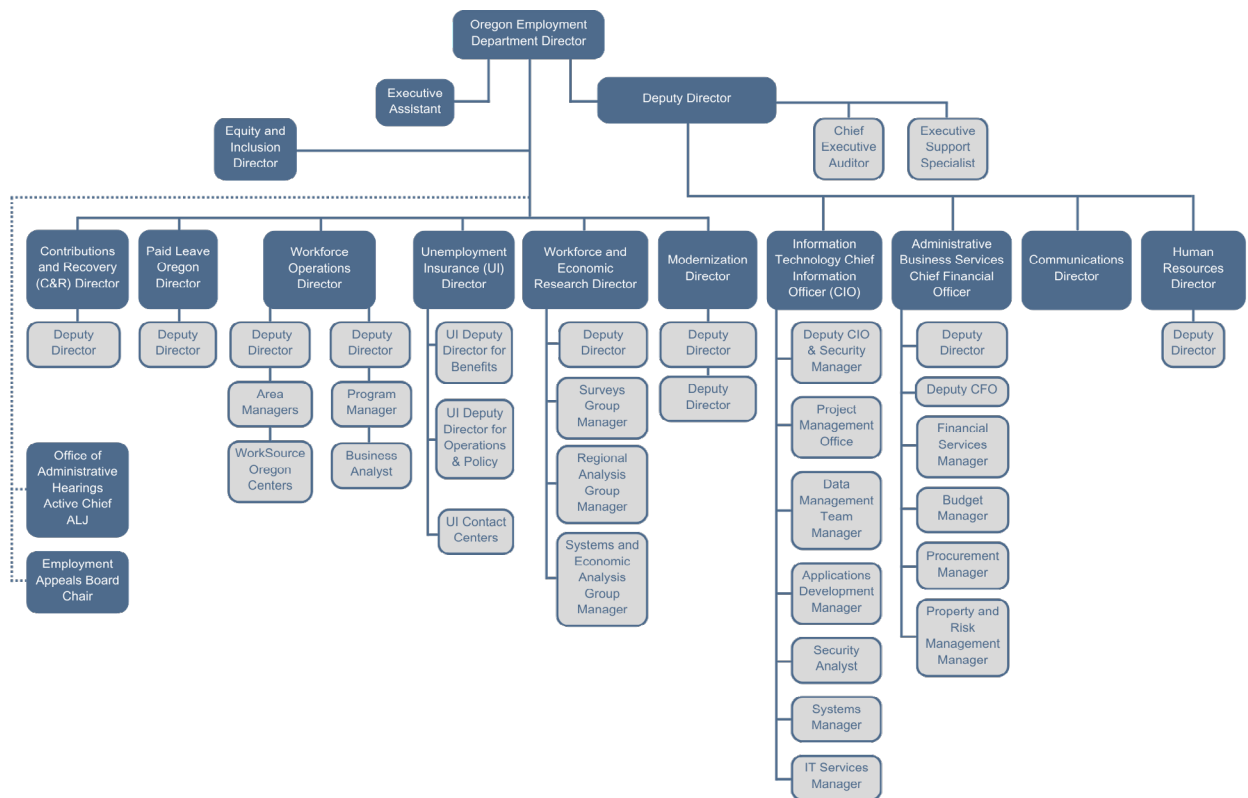 Oregon Employment
Department Director
Executive
Assistant
Deputy Director
Equity and
Inclusion
Director
Chief
Executive
Auditor
Executive
Support
Specialist
Contributions
and Recovery
(C&R) Director
Paid Leave
Oregon
Director
Workforce
Operations
Director
Unemployment
Insurance (UI)
Director
Workforce and
Economic
Research Director
Modernization
Director
Information
Technology Chief
Information
Officer (CIO)
Administrative
Business Services
Chief Financial
Officer
Communications
Director
Human
Resources
Director
Deputy
Director
Deputy
Director
Deputy
Director
Area
Managers
WorkSource
Oregon
Centers
Deputy
Director
Program
Manager
Business
Analyst
UI Deputy
Director for
Benefits
UI Deputy
Director for
Operations
& Policy
UI Contact
Centers
Deputy
Director
Surveys
Group
Manager
Regional
Analysis
Group
Manager
Systems and
Economic
Analysis
Group
Manager
Deputy
Director
Deputy
Director
Deputy CIO
& Security
Manager
Project
Management
Office
Data
Management
Team
Manager
Applications
Development
Manager
Security
Analyst
Systems
Manager
IT Services
Manager
Deputy
Director
Deputy CFO
Financial
Services
Manager
Budget
Manager
Procurement
Manager
Property and
Risk
Management
Manager
Deputy
Director
Office of
Administrative
Hearings
Active Chief
ALJ
Employment
Appeals Board
Chair